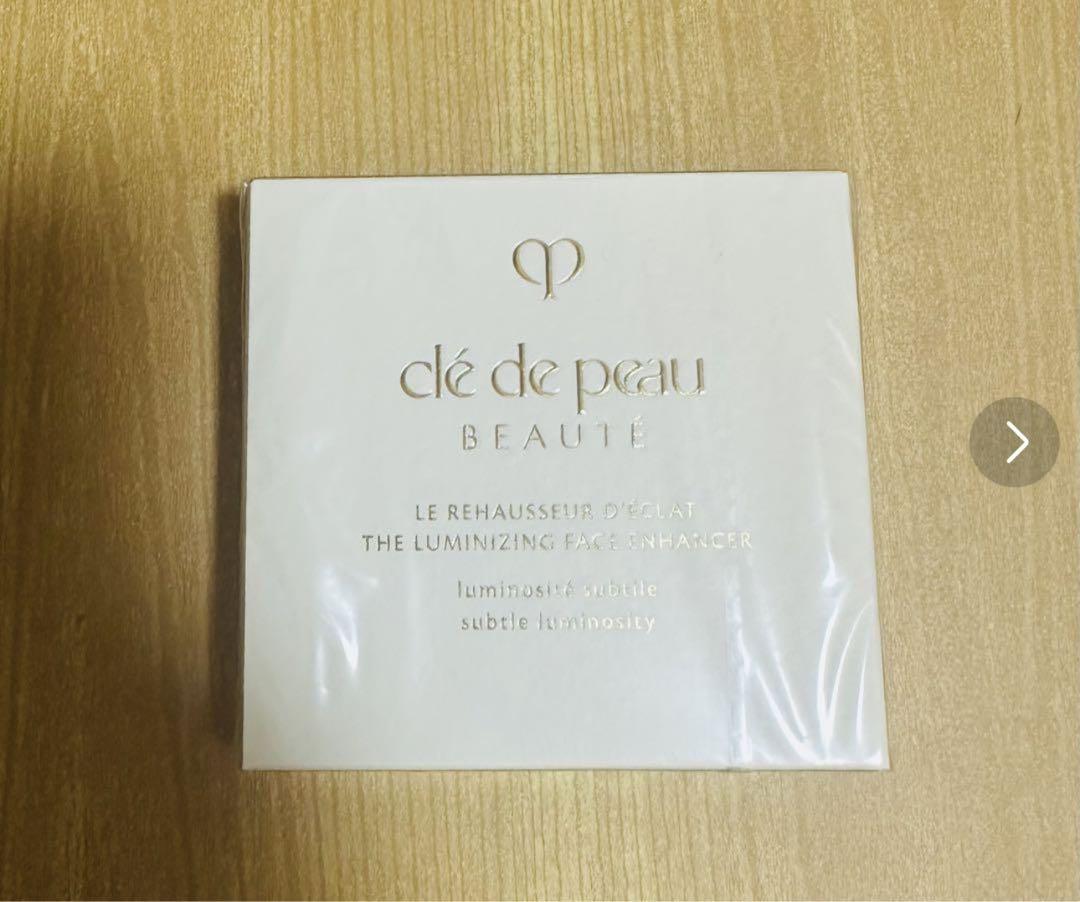 clé de peau
BEAUTÉ
LE REHAUSSEUR D'ÉCLAT
THE LUMINIZING FACE ENHANCER
luminosité subtile
subtle luminosity